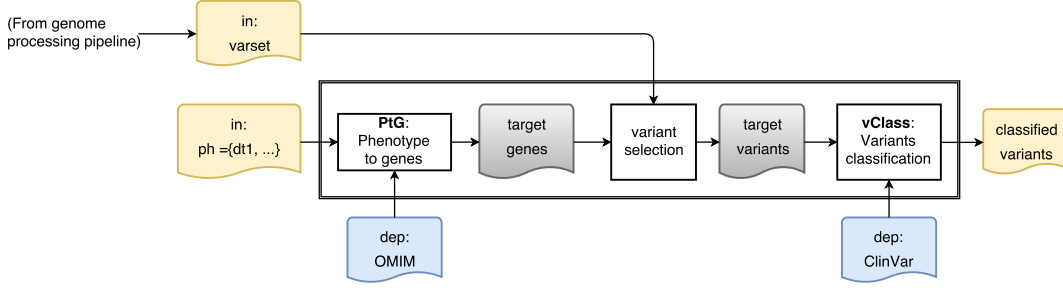 (From genome
processing pipeline)
in:
varset
in:
ph ={dt1, ...}
PtG:
Phenotype
to genes
target
genes
variant
selection
target
variants
vClass:
Variants
classification
classified
variants
dep:
OMIM
dep:
ClinVar